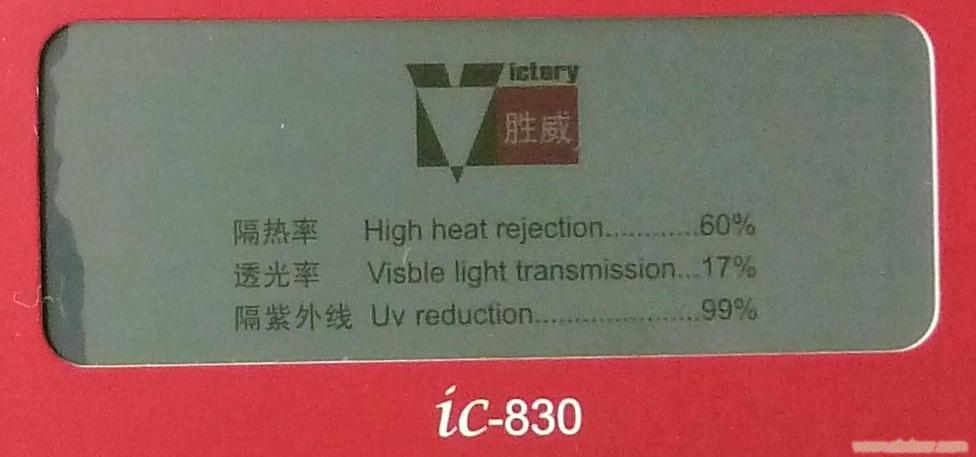 Victory
胜威
隔热率 High heat rejection............60%
透光率 Visble light transmission...17%
隔紫外线 Uv reduction.....................99%
ic-830